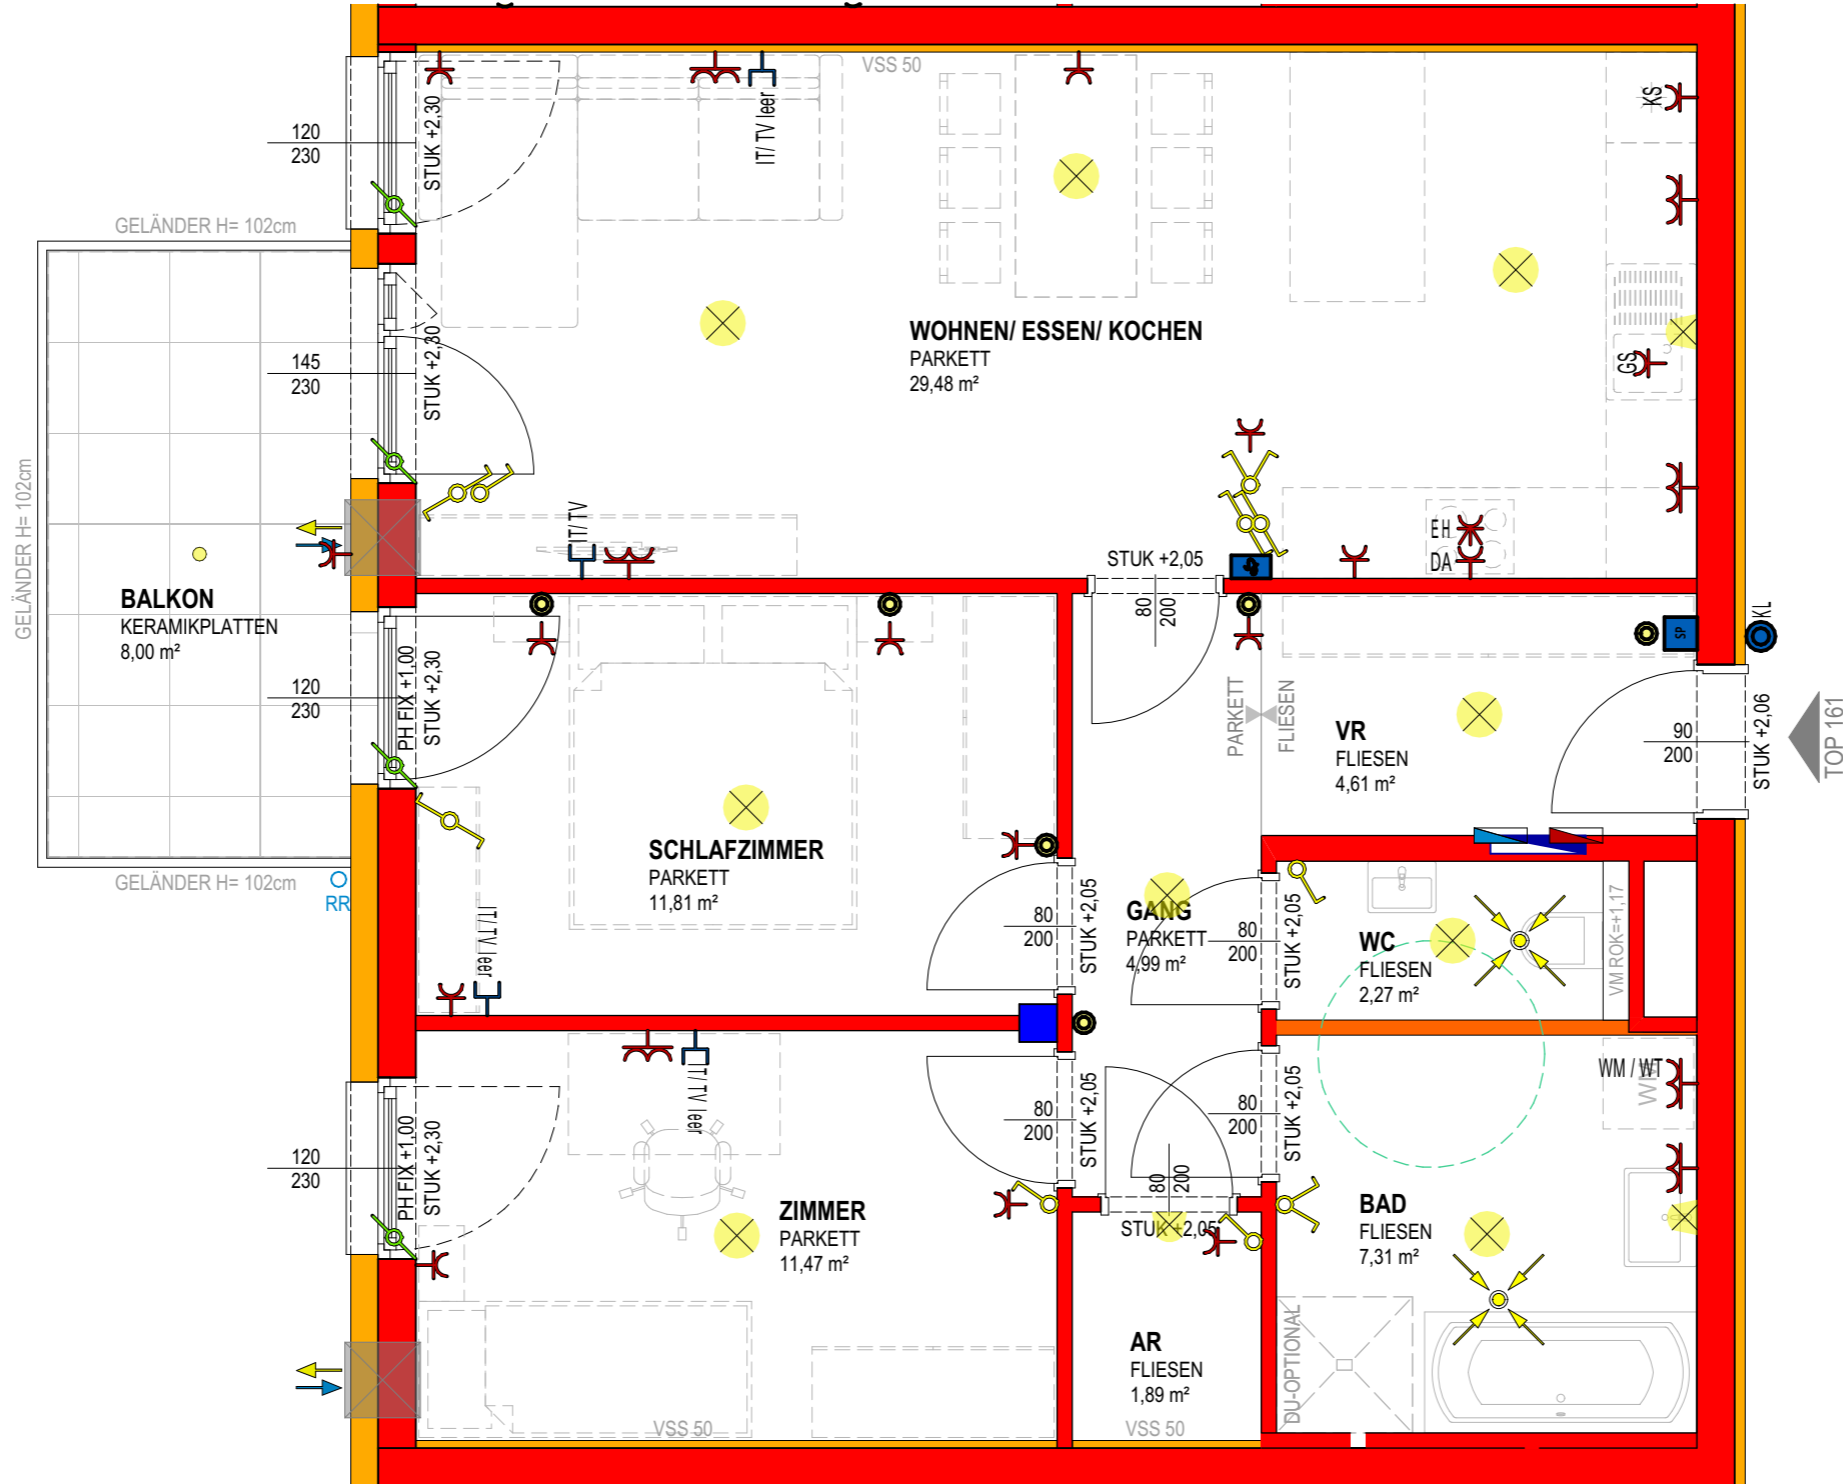 VSS 50
KS
120
230
STUK +2,30
IT/ TV leer
GELÄNDER H= 102cm
WOHNEN/ ESSEN/ KOCHEN
PARKETT
29,48 m²
145
230
STUK +2,30
GS
GELÄNDER H= 102cm
IT/ TV
EH
DA
STUK +2,05
80
200
BALKON
KERAMIKPLATTEN
8,00 m²
SP
KL
120
230
PH FIX +1,00
STUK +2,30
PARKETT
FLIESEN
VR
FLIESEN
4,61 m²
90
200
STUK +2,06
TOP 161
SCHLAFZIMMER
PARKETT
11,81 m²
GELÄNDER H= 102cm
RR
IT/ TV leer
80
200
STUK +2,05
GANG
PARKETT
4,99 m²
80
200
STUK +2,05
WC
FLIESEN
2,27 m²
VM ROK=+1,17
IT/ TV leer
WM / WT
WM
120
230
PH FIX +1,00
STUK +2,30
80
200
STUK +2,05
80
200
STUK +2,05
80
200
STUK +2,05
ZIMMER
PARKETT
11,47 m²
BAD
FLIESEN
7,31 m²
AR
FLIESEN
1,89 m²
DU-OPTIONAL
VSS 50
VSS 50